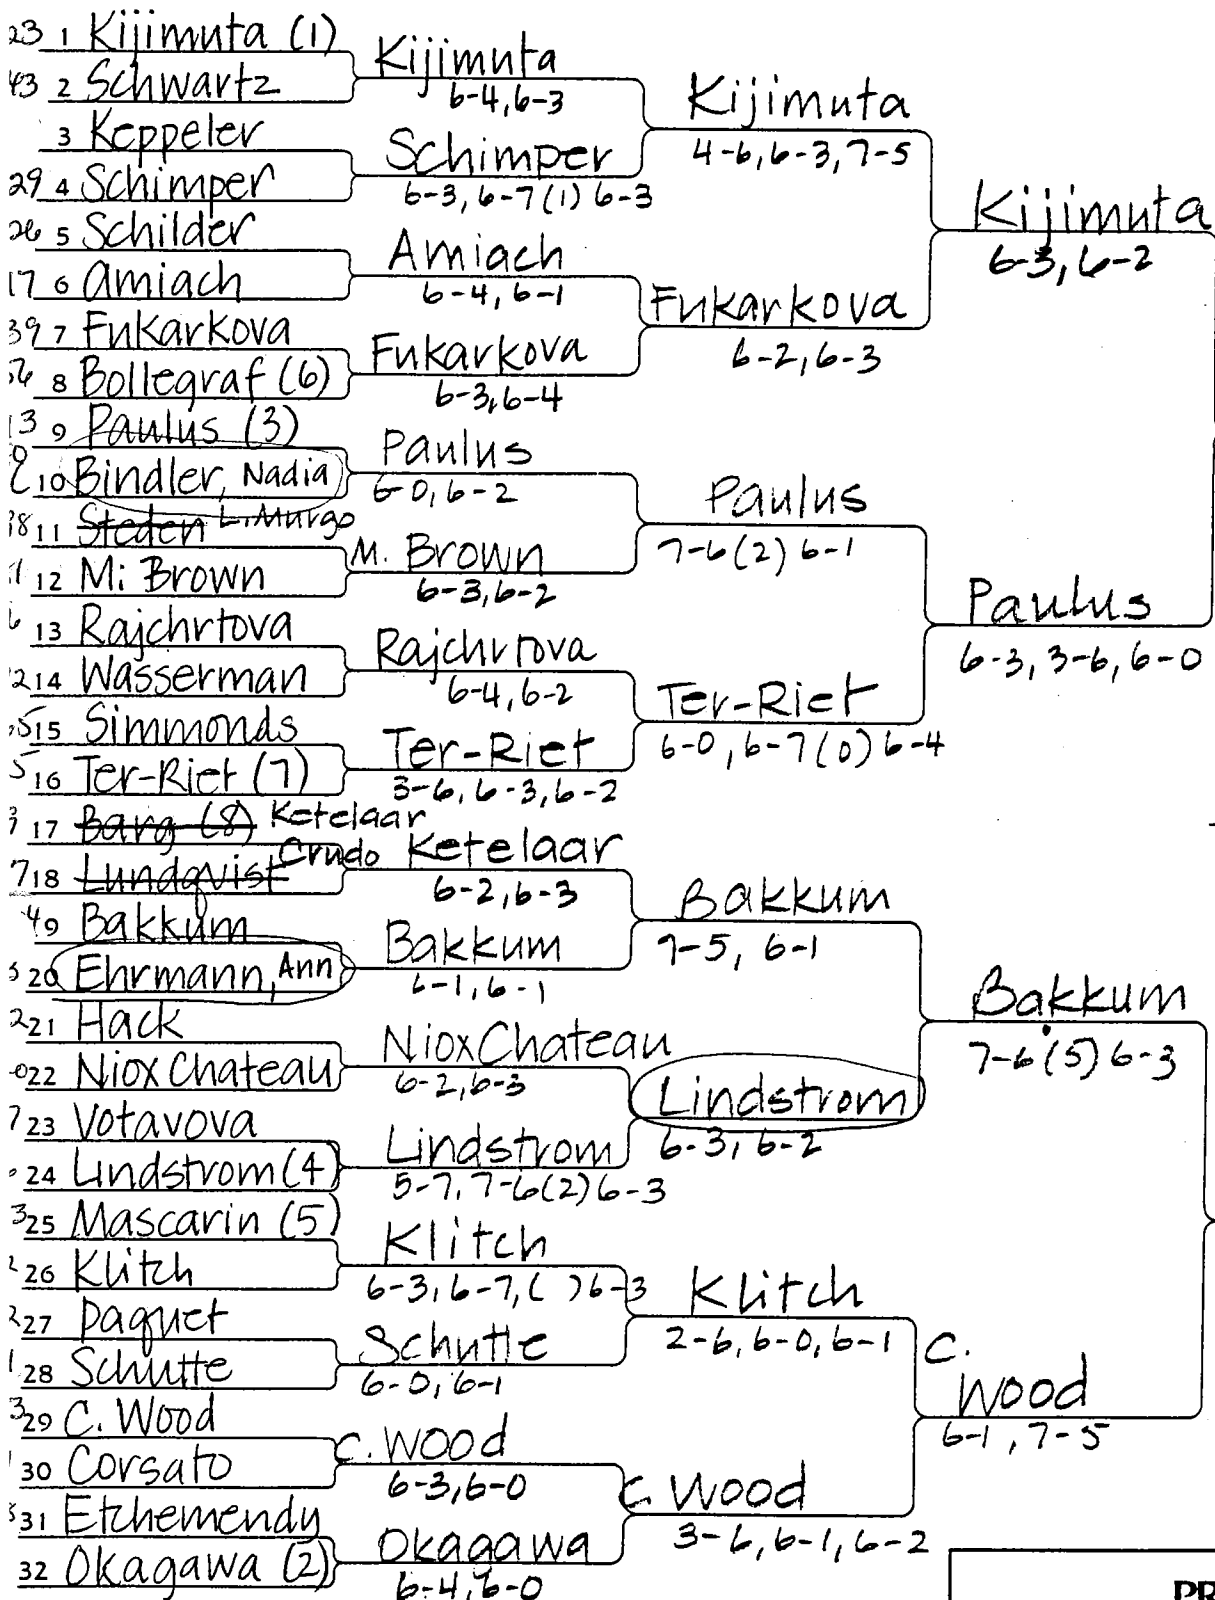 23 1 Kijimuta (1)
43 2 Schwartz
3 Keppeler
29 4 Schimper
26 5 Schilder
17 6 Amiach
39 7 Fukarkova
8 Bollegraf (6)
13 9 Paulus (3)
10 Bindler, Nadia
11 Steden L. Murgo
12 Mi Brown
13 Rajchrtova
14 Wasserman
15 Simmonds
16 Ter-Riet (7)
17 Barg (8) Ketelaar
18 Lundqvist Crudo
19 Bakkum
20 Ehrmann, Ann
21 Hack
22 Niox Chateau
23 Votavova
24 Lindstrom (4)
25 Mascarin (5)
26 Klitch
27 Paquet
28 Schutte
29 C. Wood
30 Corsato
31 Etchemendy
32 Okagawa (2)
Kijimuta
6-4, 6-3
Schimper
6-3, 6-7 (1) 6-3
Amiach
6-4, 6-1
Fukarkova
6-3, 6-4
Paulus
6-0, 6-2
M. Brown
6-3, 6-2
Rajchrtova
6-4, 6-2
Ter-Riet
3-6, 6-3, 6-2
Ketelaar
6-2, 6-3
Bakkum
6-1, 6-1
Niox Chateau
6-2, 6-3
Lindstrom
5-7, 7-6 (2) 6-3
Klitch
6-3, 6-7, ( ) 6-3
Schutte
6-0, 6-1
C. Wood
6-3, 6-0
Okagawa
6-4, 6-0
Kijimuta
4-6, 6-3, 7-5
Fukarkova
6-2, 6-3
Paulus
7-6 (2) 6-1
Ter-Riet
6-0, 6-7 (0) 6-4
Bakkum
7-5, 6-1
Lindstrom
6-3, 6-2
Klitch
2-6, 6-0, 6-1
C. Wood
3-6, 6-1, 6-2
Kijimuta
6-3, 6-2
Paulus
6-3, 3-6, 6-0
Bakkum
7-6 (5) 6-3
C.
Wood
6-1, 7-5
PR